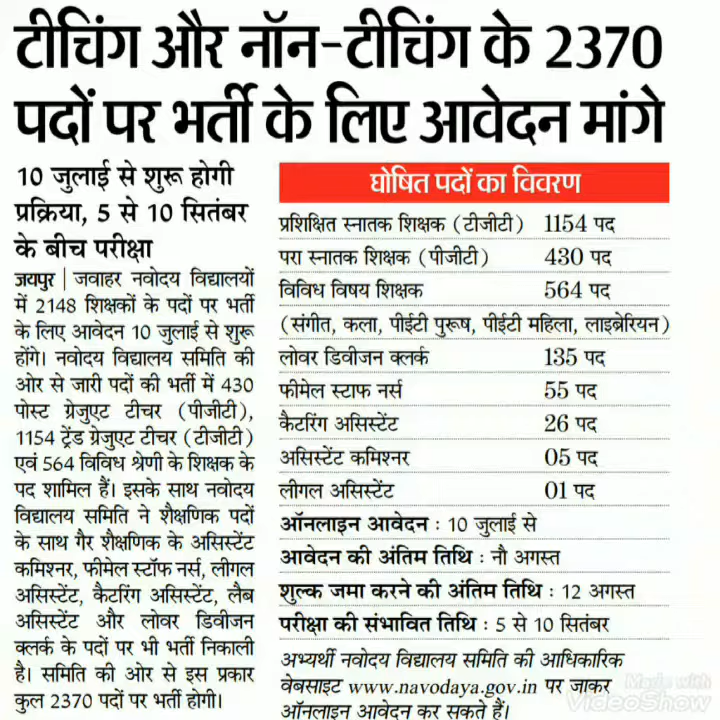 टीचिंग और नॉन-टीचिंग के 2370
पदों पर भर्ती के लिए आवेदन मांगे
10 जुलाई से शुरू होगी
प्रक्रिया, 5 से 10 सितंबर
के बीच परीक्षा
जयपुर | जवाहर नवोदय विद्यालयों
में 2148 शिक्षकों के पदों पर भर्ती
के लिए आवेदन 10 जुलाई से शुरू
होंगे। नवोदय विद्यालय समिति की
ओर से जारी पदों की भर्ती में 430
पोस्ट ग्रेजुएट टीचर (पीजीटी),
1154 ट्रेंड ग्रेजुएट टीचर (टीजीटी)
एवं 564 विविध श्रेणी के शिक्षक के
पद शामिल हैं। इसके साथ नवोदय
विद्यालय समिति ने शैक्षणिक पदों
के साथ गैर शैक्षणिक के असिस्टेंट
कमिश्नर, फीमेल स्टॉफ नर्स, लीगल
असिस्टेंट, कैटरिंग असिस्टेंट, लैब
असिस्टेंट और लोवर डिवीजन
क्लर्क के पदों पर भी भर्ती निकाली
है। समिति की ओर से इस प्रकार
कुल 2370 पदों पर भर्ती होगी।
घोषित पदों का विवरण
प्रशिक्षित स्नातक शिक्षक (टीजीटी) 1154 पद
परा स्नातक शिक्षक (पीजीटी) 430 पद
विविध विषय शिक्षक 564 पद
(संगीत, कला, पीईटी पुरूष, पीईटी महिला, लाइब्रेरियन)
लोवर डिवीजन क्लर्क 135 पद
फीमेल स्टाफ नर्स 55 पद
कैटरिंग असिस्टेंट 26 पद
असिस्टेंट कमिश्नर 05 पद
लीगल असिस्टेंट 01 पद
ऑनलाइन आवेदन : 10 जुलाई से
आवेदन की अंतिम तिथि : नौ अगस्त
शुल्क जमा करने की अंतिम तिथि : 12 अगस्त
परीक्षा की संभावित तिथि : 5 से 10 सितंबर
अभ्यर्थी नवोदय विद्यालय समिति की आधिकारिक
वेबसाइट www.navodaya.gov.in पर जाकर
ऑनलाइन आवेदन कर सकते हैं।
Made with
VideoShow